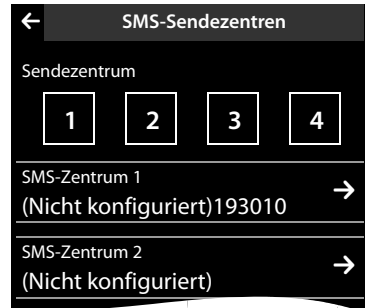 SMS-Sendezentren
Sendezentrum
1 2 3 4
SMS-Zentrum 1
(Nicht konfiguriert)193010
SMS-Zentrum 2
(Nicht konfiguriert)